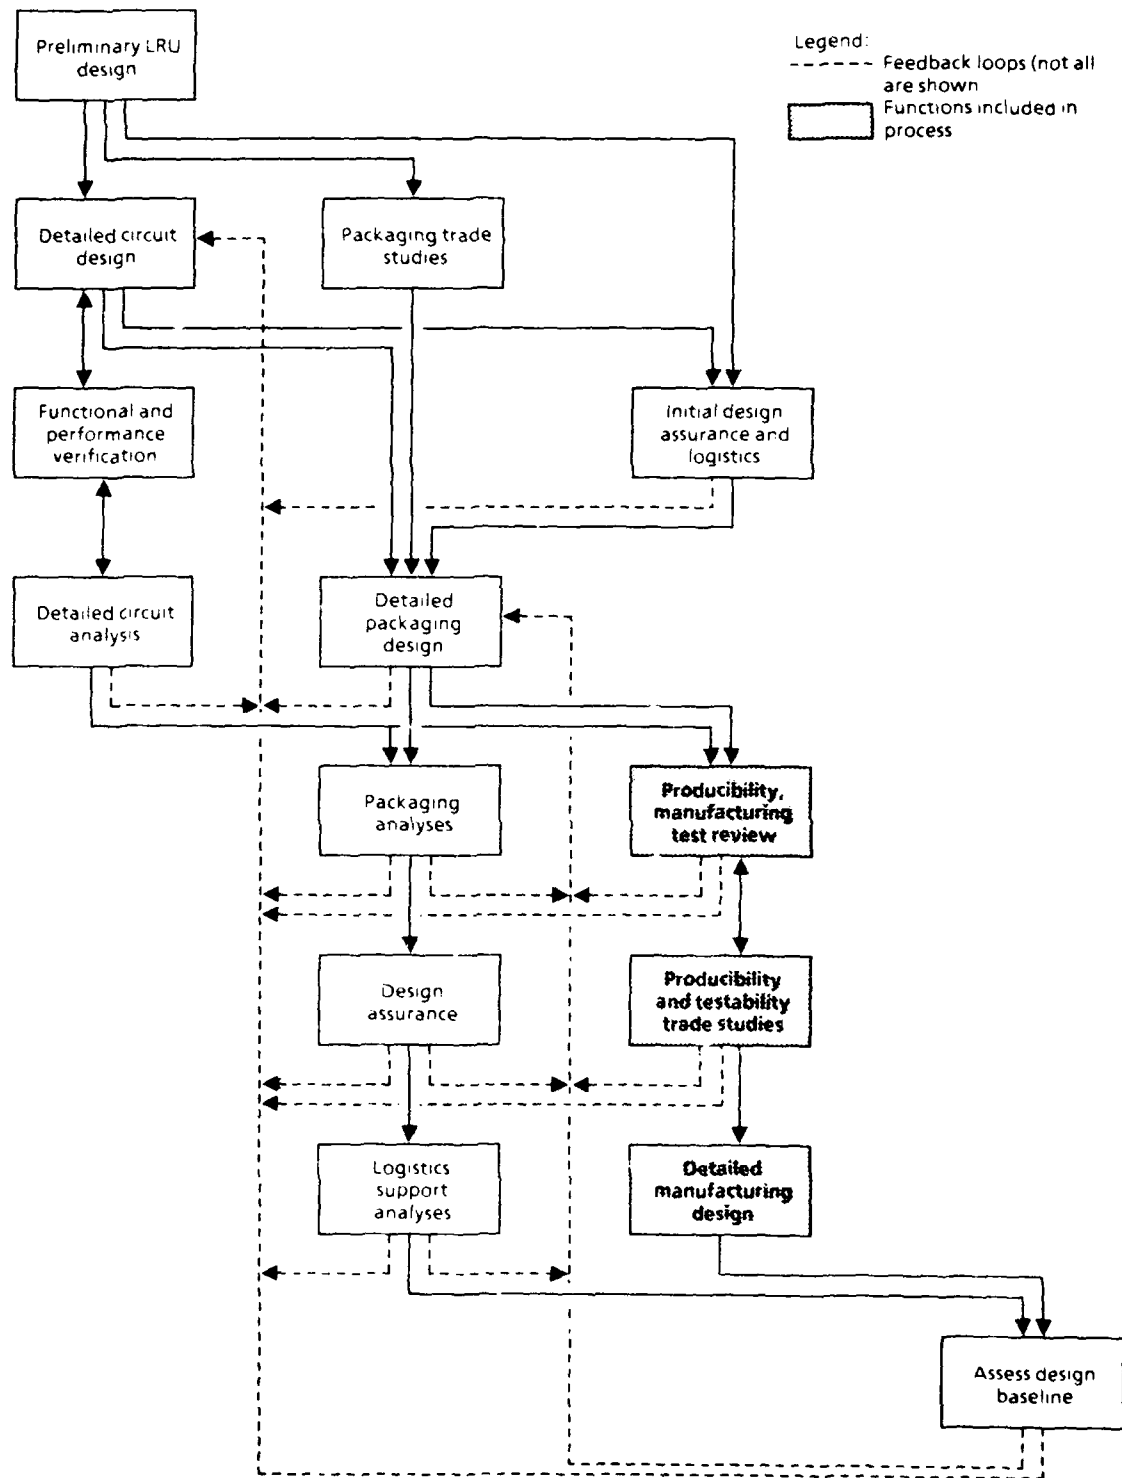 Preliminary LRU
design
Legend:
Feedback loops (not all
are shown
Functions included in
process
Detailed circuit
design
Packaging trade
studies
Functional and
performance
verification
Initial design
assurance and
logistics
Detailed circuit
analysis
Detailed
packaging
design
Packaging
analyses
Producibility,
manufacturing
test review
Design
assurance
Producibility
and testability
trade studies
Logistics
support
analyses
Detailed
manufacturing
design
Assess design
baseline